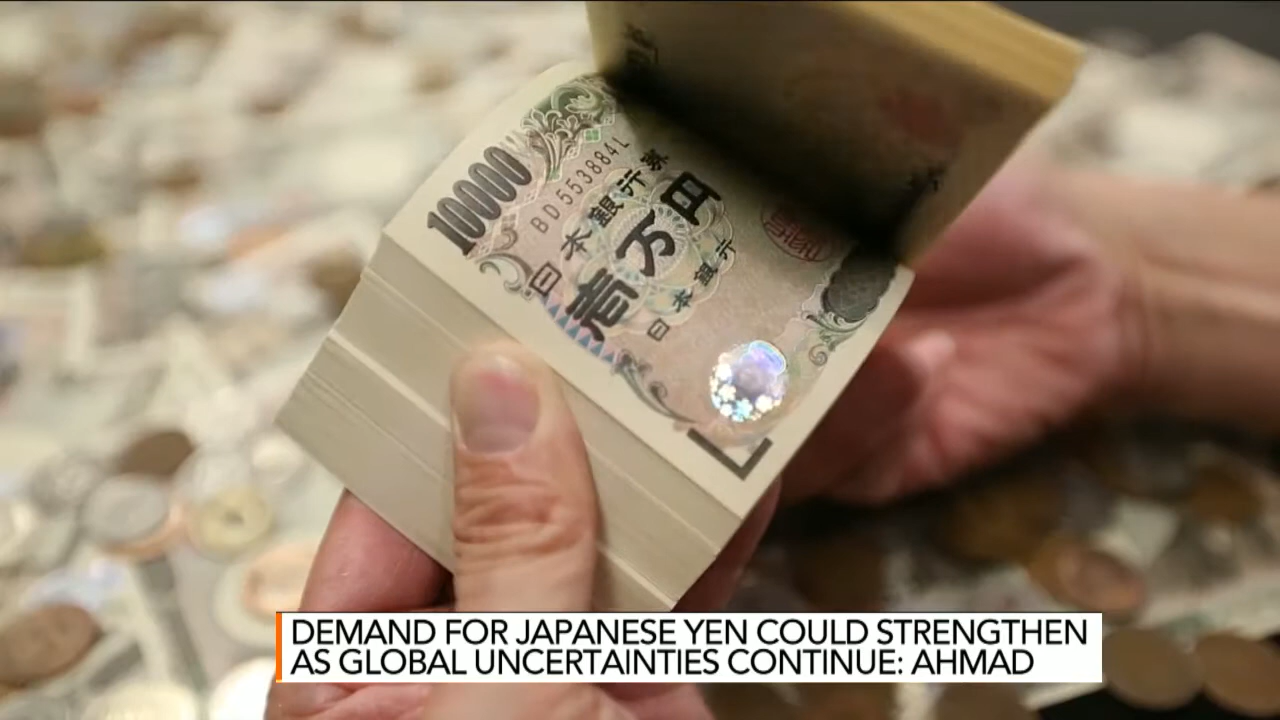 10000
BD553884L
日本銀行券
壱万円
日本銀行
DEMAND FOR JAPANESE YEN COULD STRENGTHEN
AS GLOBAL UNCERTAINTIES CONTINUE: AHMAD